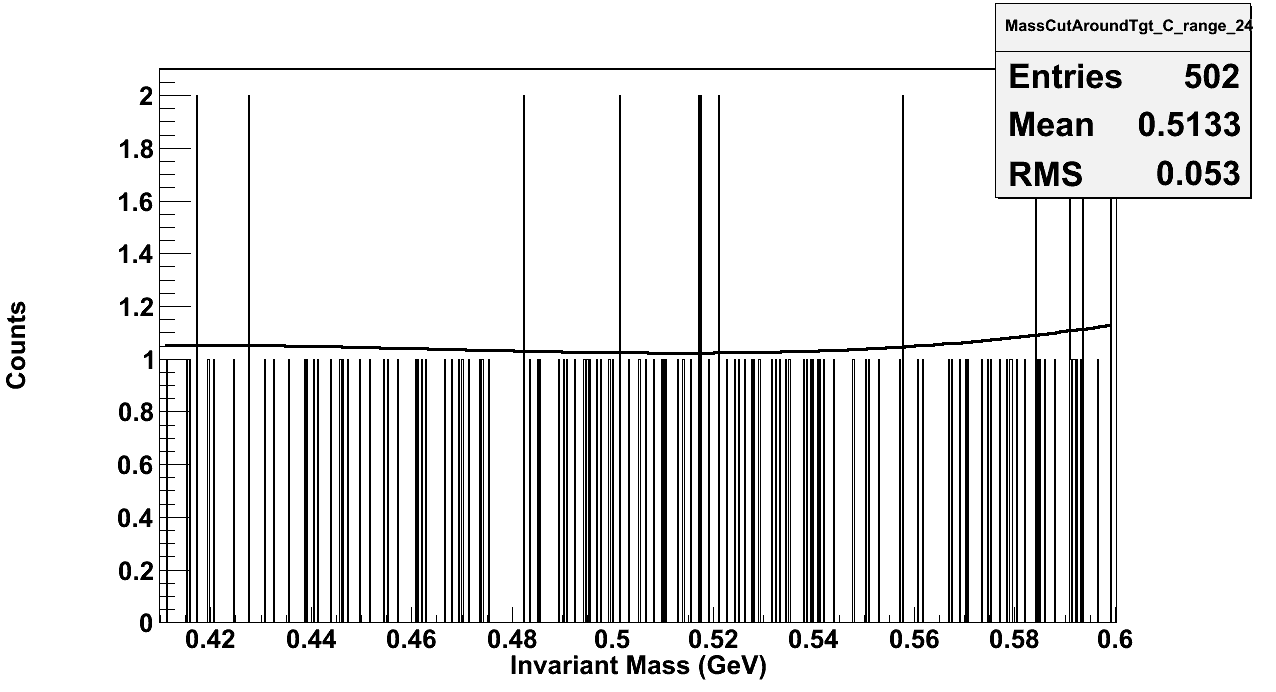 MassCutAroundTgt_C_range_24
Entries 502
Mean 0.5133
RMS 0.053
2
1.8
1.6
1.4
1.2
1
0.8
0.6
0.4
0.2
0
Counts
0.42 0.44 0.46 0.48 0.5 0.52 0.54 0.56 0.58 0.6
Invariant Mass (GeV)